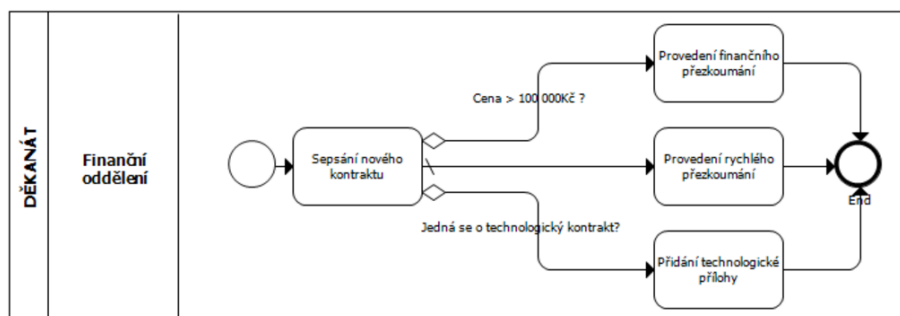 DĚKANÁT
Finanční
oddělení
Sepsání nového
kontraktu
Cena > 100 000Kč ?
Jedná se o technologický kontrakt?
Provedení finančního
přezkoumání
Provedení rychlého
přezkoumání
Přidání technologické
přílohy
End